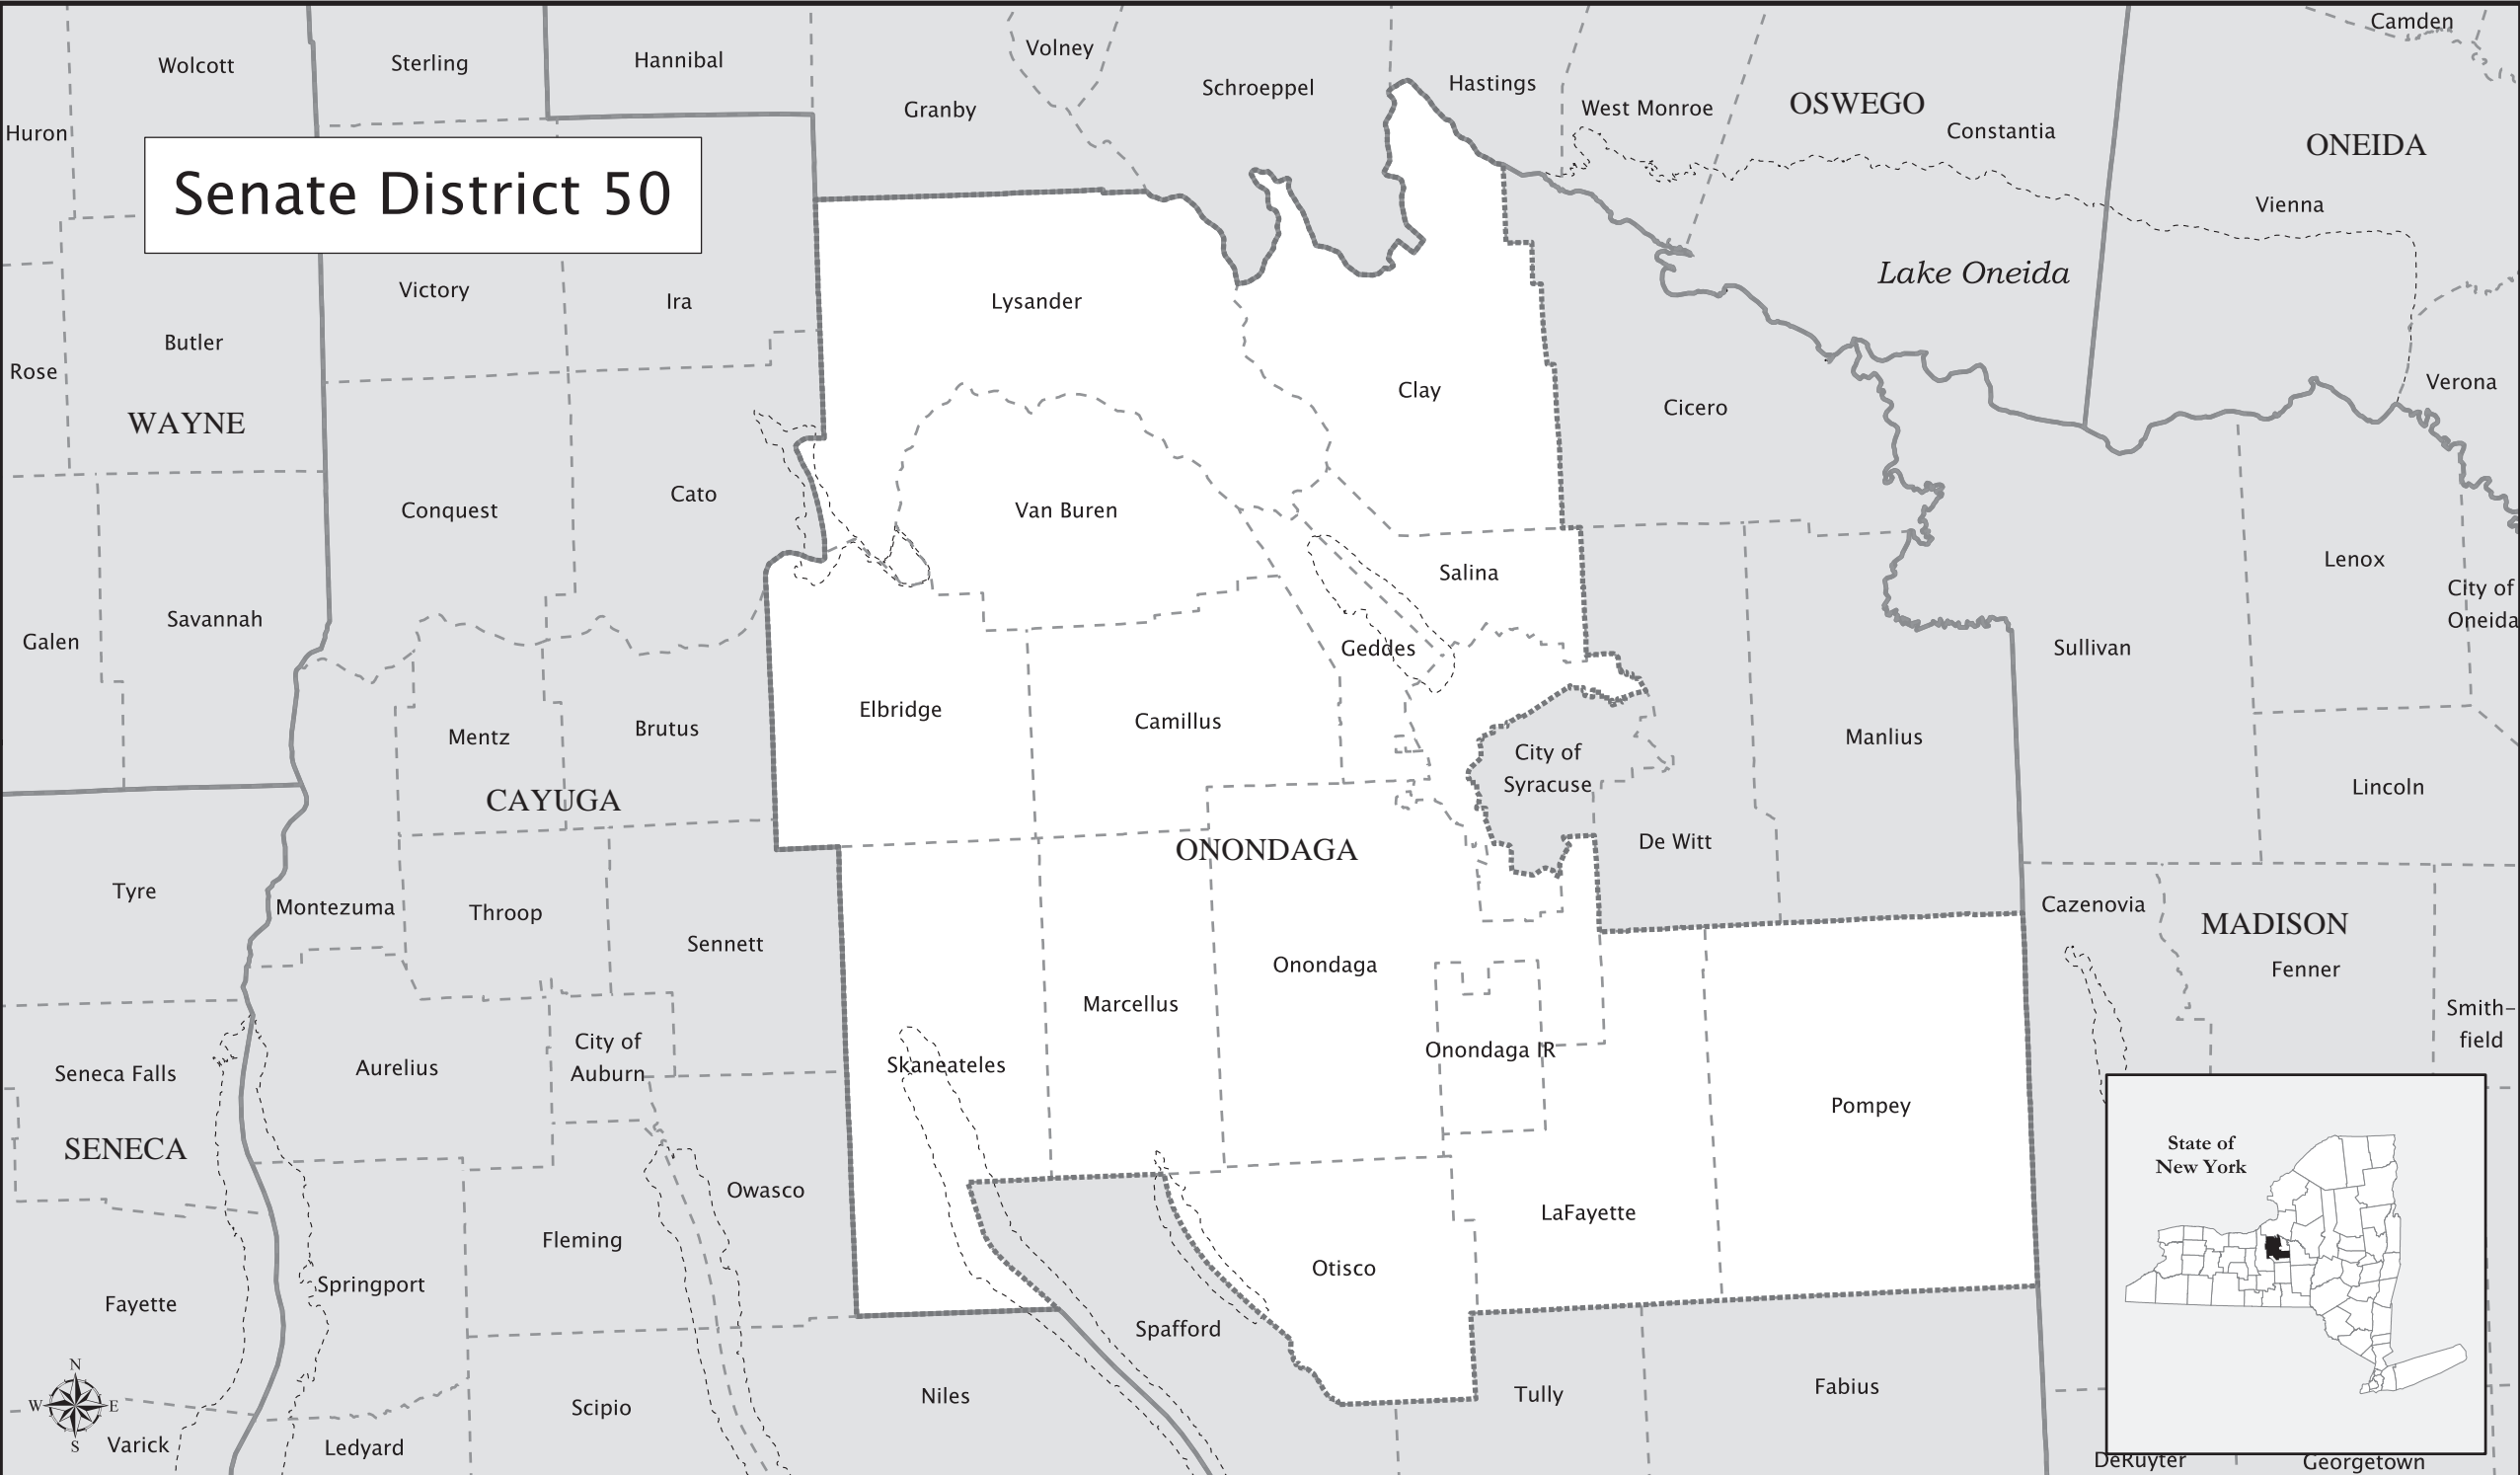 Camden
Volney
Sterling
Hannibal
Wolcott
Hastings
Schroeppel
OSWEGO
West Monroe
Granby
Constantia
Huron
ONEIDA
Senate District 50
Vienna
Lake Oneida
Victory
Ira
Lysander
Butler
Rose
Verona
Clay
Cicero
WAYNE
Cato
Conquest
Van Buren
Lenox
Salina
City of
Oneida
Savannah
Galen
Geddes
Sullivan
Elbridge
Camillus
Brutus
Mentz
Manlius
City of
Syracuse
Lincoln
CAYUGA
De Witt
ONONDAGA
Tyre
Cazenovia
Montezuma
Throop
MADISON
Sennett
Onondaga
Fenner
Marcellus
Smith-
field
City of
Auburn
Onondaga IR
Skaneateles
Aurelius
Seneca Falls
Pompey
SENECA
State of
New York
Owasco
LaFayette
Fleming
Otisco
Springport
Fayette
Spafford
N
W
E
S
Fabius
Tully
Niles
Scipio
Varick
Ledyard
DeRuyter
Georgetown